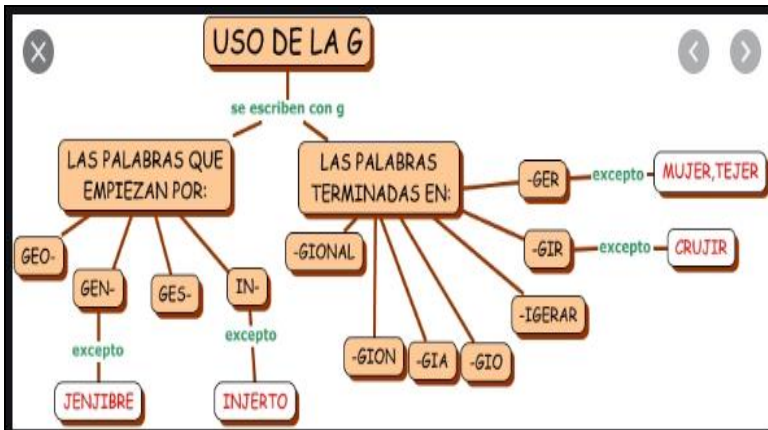 USO DE LA G
se escriben con g
LAS PALABRAS QUE
EMPIEZAN POR:
GEO-
GEN-
excepto
JENJIBRE
GES-
IN-
excepto
INJERTO
LAS PALABRAS
TERMINADAS EN:
-GIONAL
-GION
-GIA
-GIO
-IGERAR
-GIR
excepto
CRUJIR
-GER
excepto
MUJER,TEJER